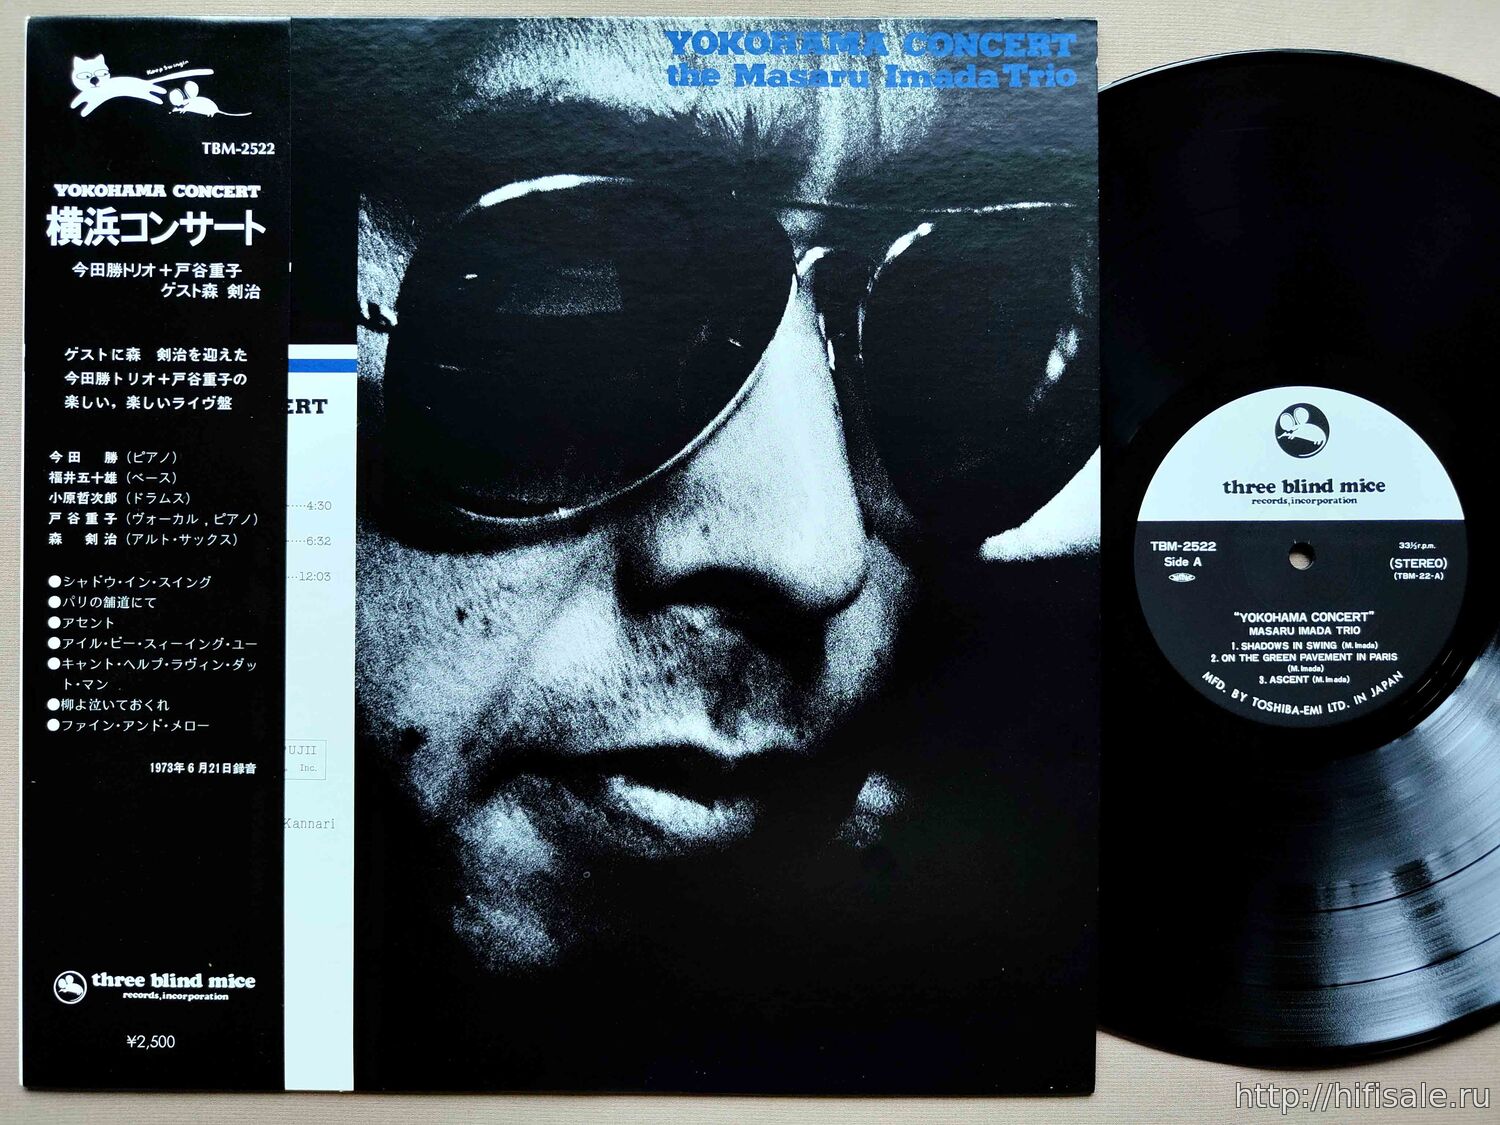 Keep Swingin
TBM-2522
YOKOHAMA CONCERT
横浜コンサート
今田勝トリオ+戸谷重子
ゲスト森 剣治
ゲストに森 剣治を迎えた
今田勝トリオ+戸谷重子の
楽しい,楽しいライヴ盤
今田 勝(ピアノ)
福井五十雄(ベース)
小原哲次郎(ドラムス)
戸谷重子(ヴォーカル,ピアノ)
森 剣治(アルト・サックス)
●シャドウ・イン・スイング
●パリの舗道にて
●アセント
●アイル・ビー・スィーイング・ユー
●キャント・ヘルプ・ラヴィン・ダッ
ト・マン
●柳よ泣いておくれ
●ファイン・アンド・メロー
1973年6月21日録音
three blind mice
records, incorporation
¥2,500
ERT
4:30
6:32
12:03
UJII
Inc.
Kannari
YOKOHAMA CONCERT
the Masaru Imada Trio
three blind mice
records, incorporation
TBM-2522
Side A
33⅓r.p.m.
(STEREO)
(TBM-22-A)
"YOKOHAMA CONCERT"
MASARU IMADA TRIO
1. SHADOWS IN SWING (M. Imada)
2. ON THE GREEN PAVEMENT IN PARIS
(M. Imada)
3. ASCENT (M. Imada)
MFD. BY TOSHIBA-EMI LTD. IN JAPAN
http://hifisale.ru